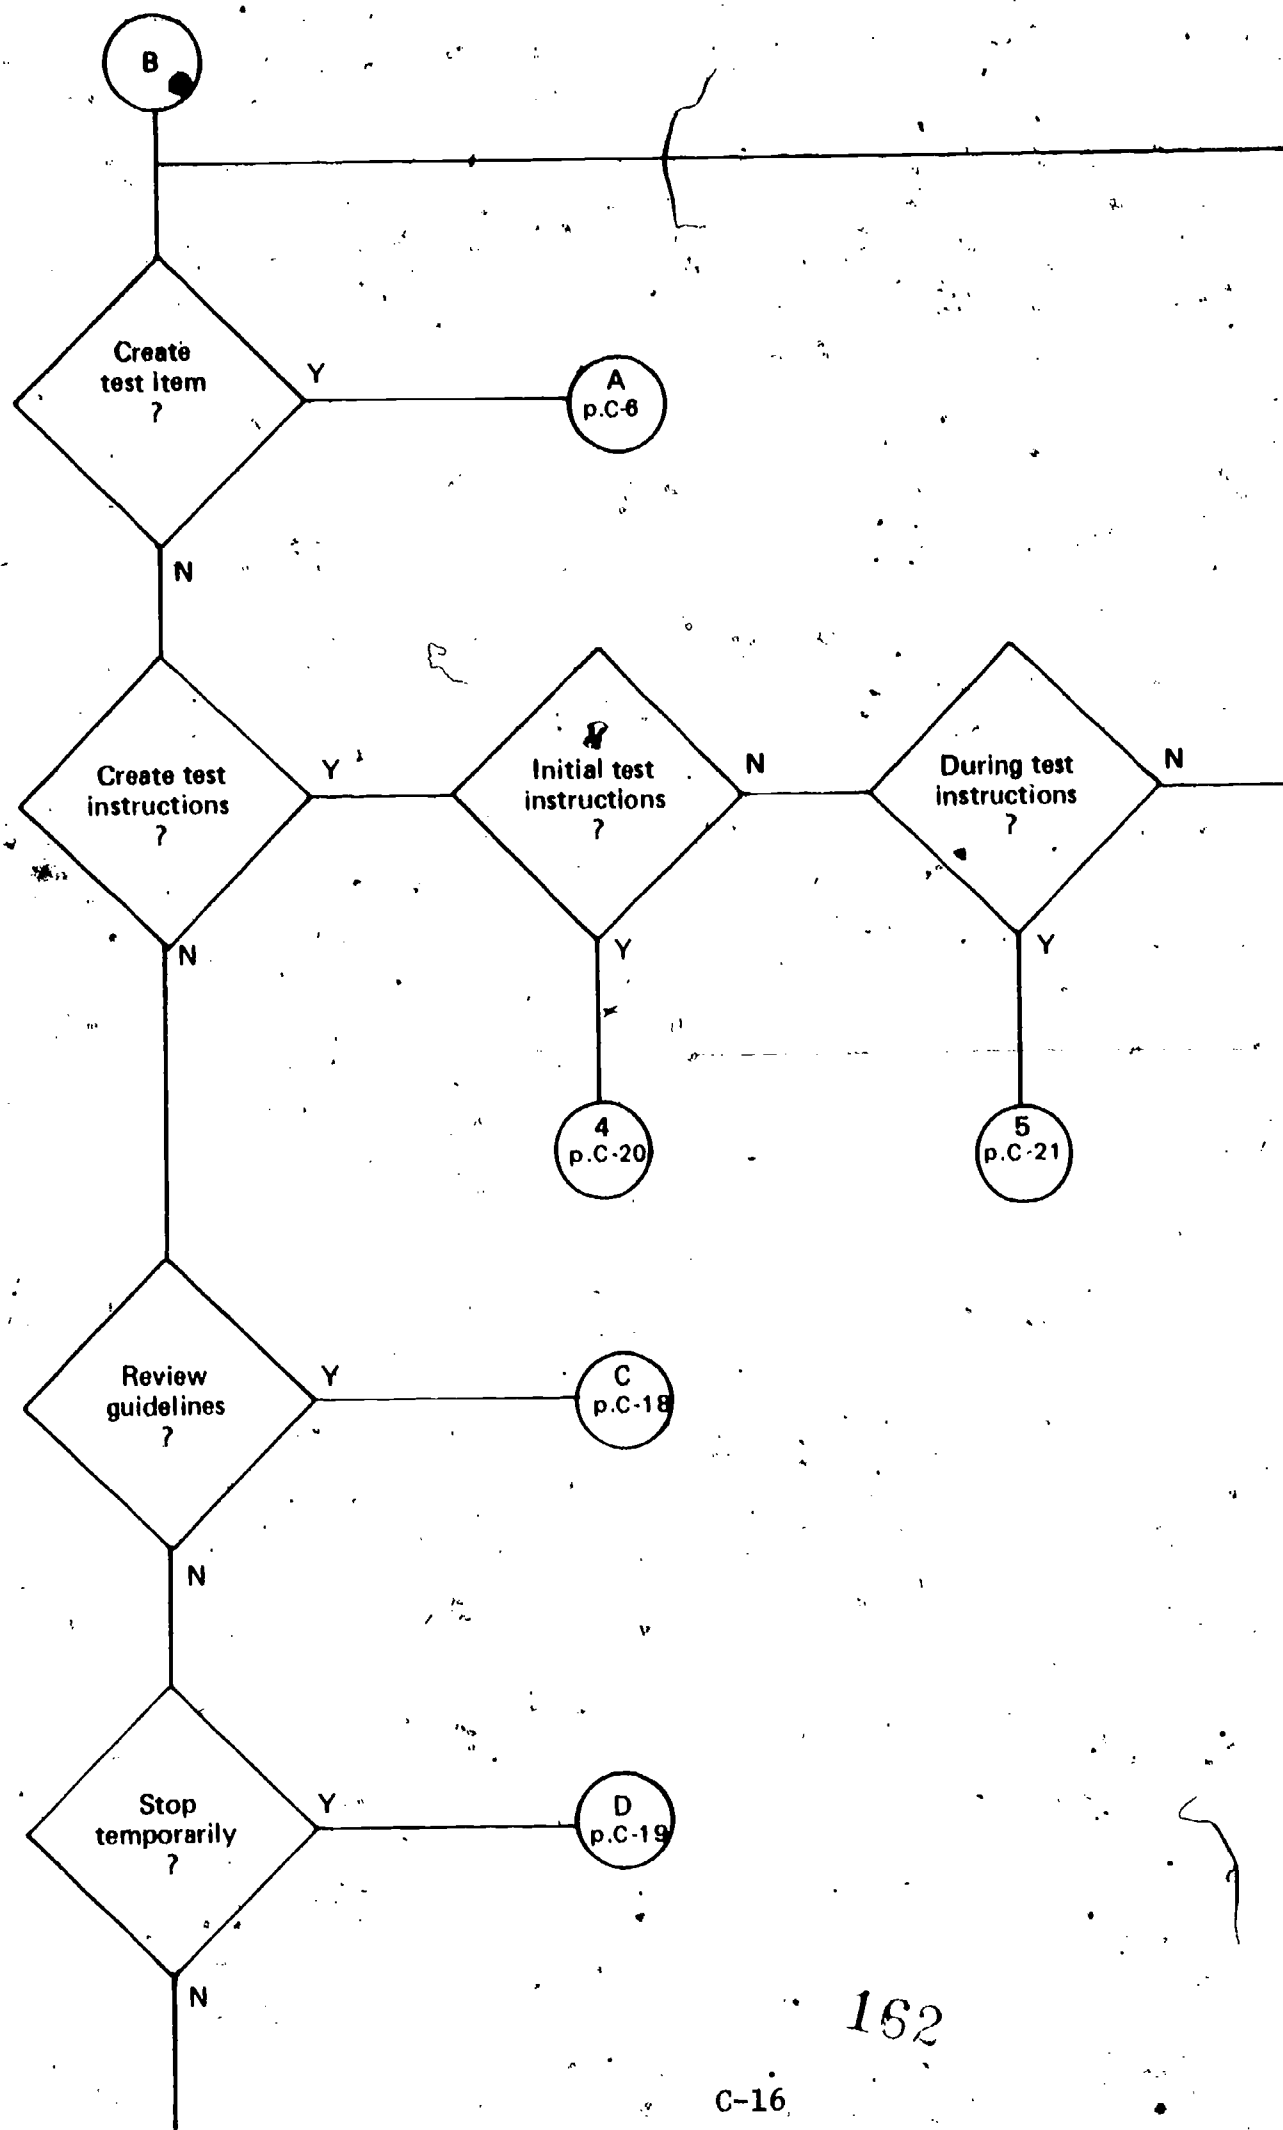 B
Create
test item
?
Y
A
p.C-6
N
Create test
instructions
?
Y
Initial test
instructions
?
N
During test
instructions
?
N
N
Y
Y
4
p.C-20
5
p.C-21
Review
guidelines
?
Y
C
p.C-18
N
Stop
temporarily
?
Y
D
p.C-19
N
162
C-16